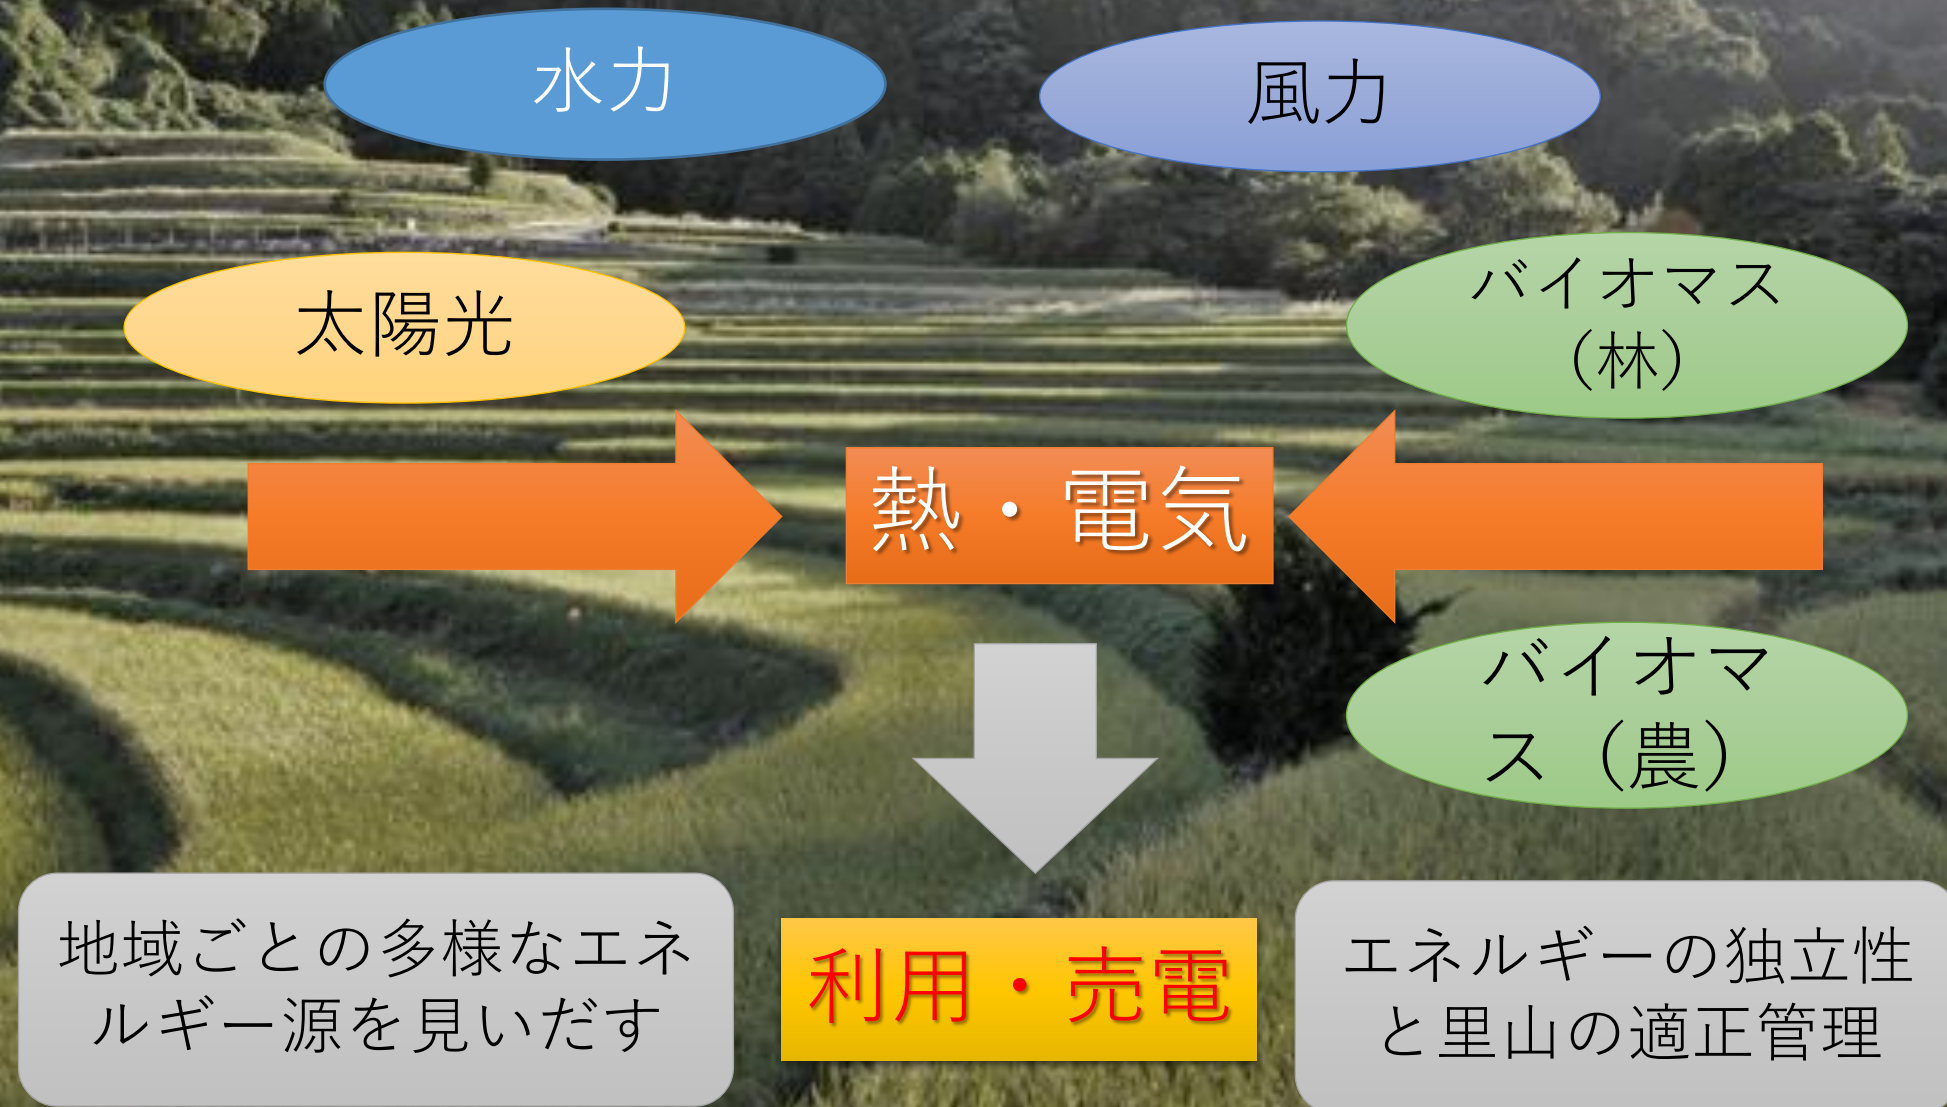 水力
風力
太陽光
バイオマス
（林）
熱・電気
バイオマ
ス（農）
地域ごとの多様なエネ
ルギー源を見いだす
利用・売電
エネルギーの独立性
と里山の適正管理